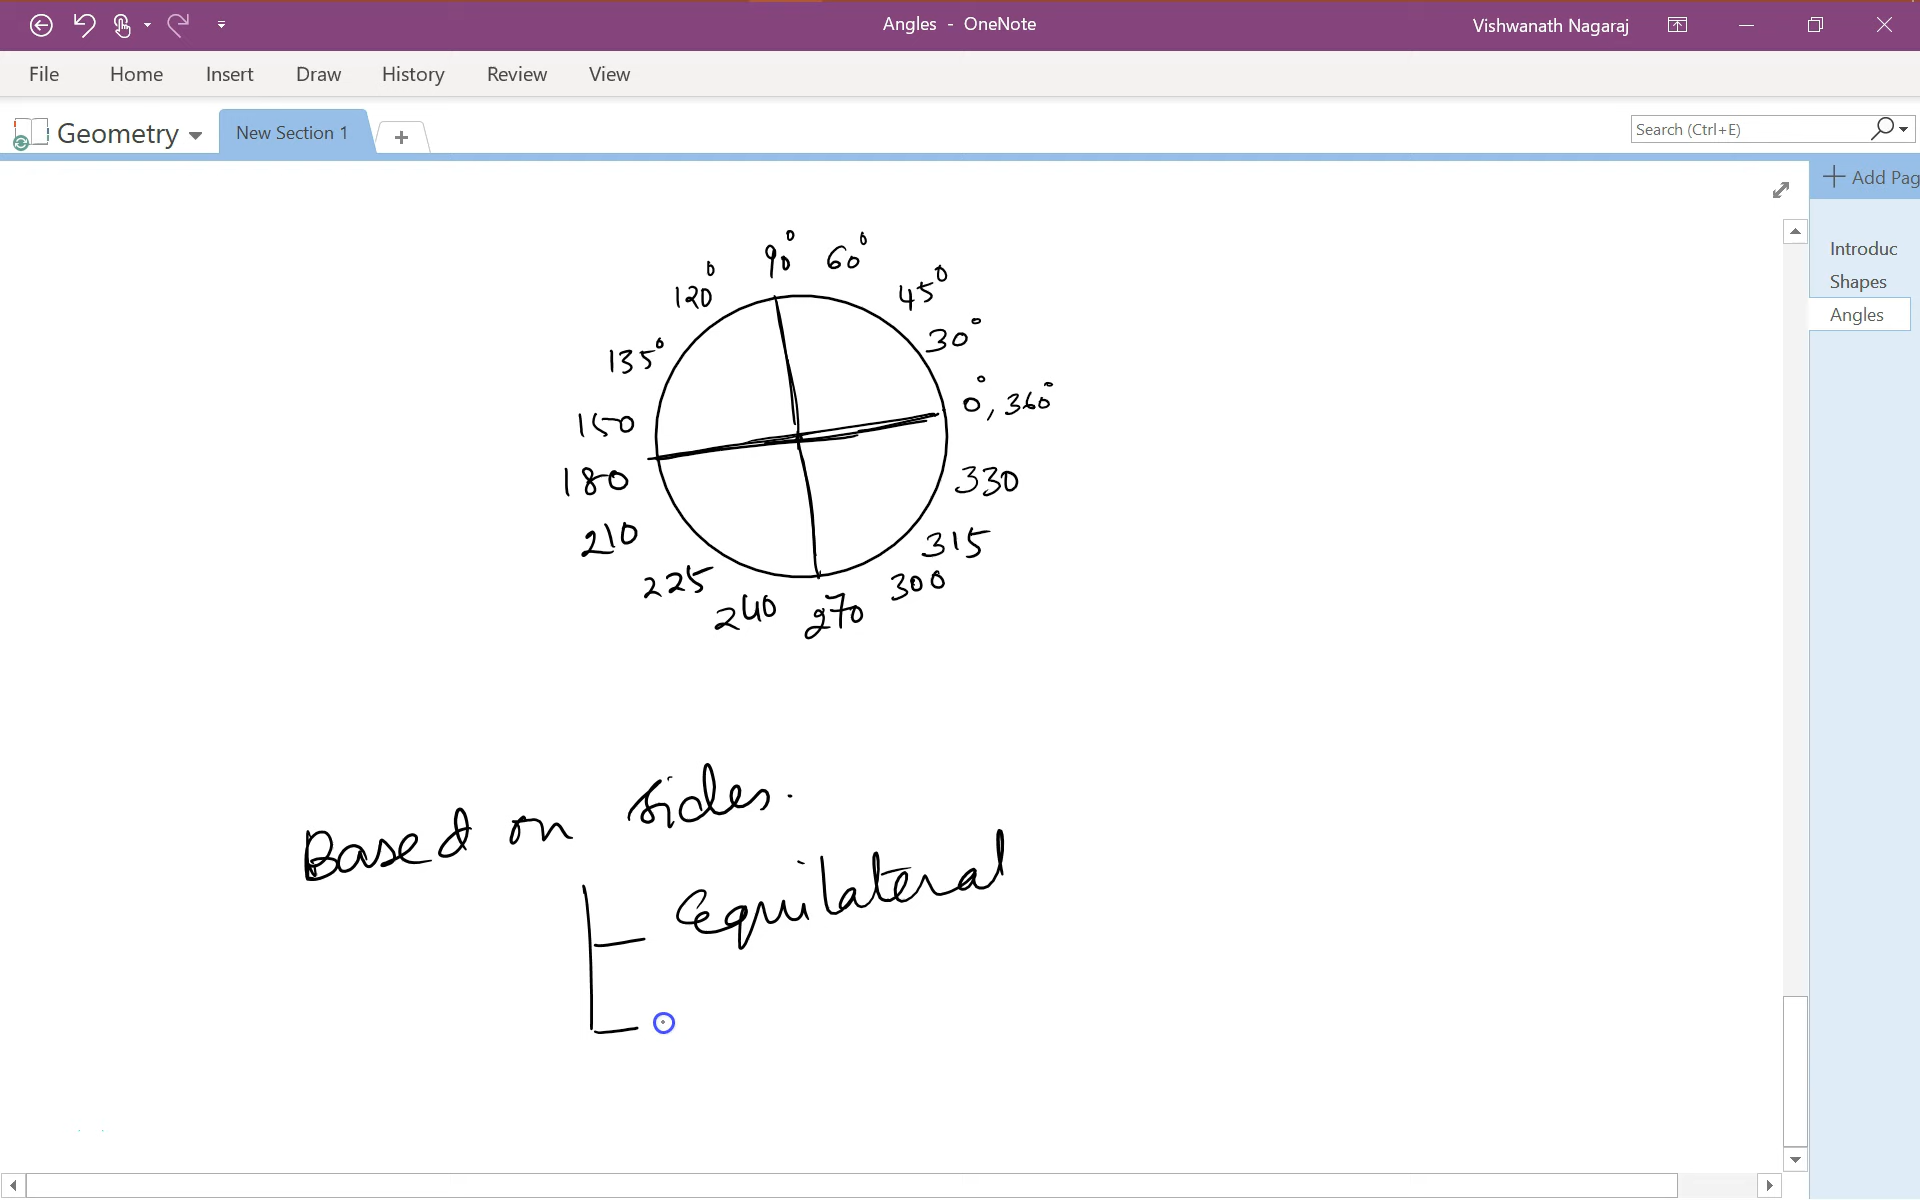 Angles - OneNote
Vishwanath Nagaraj
File Home Insert Draw History Review View
Geometry
New Section 1
+
Search (Ctrl+E)
Add Pag
Introduc
Shapes
Angles
90° 60°
120° 45°
135° 30°
0°, 360°
150
180 330
210 315
225 300
240 270
Based on sides.
Equilateral